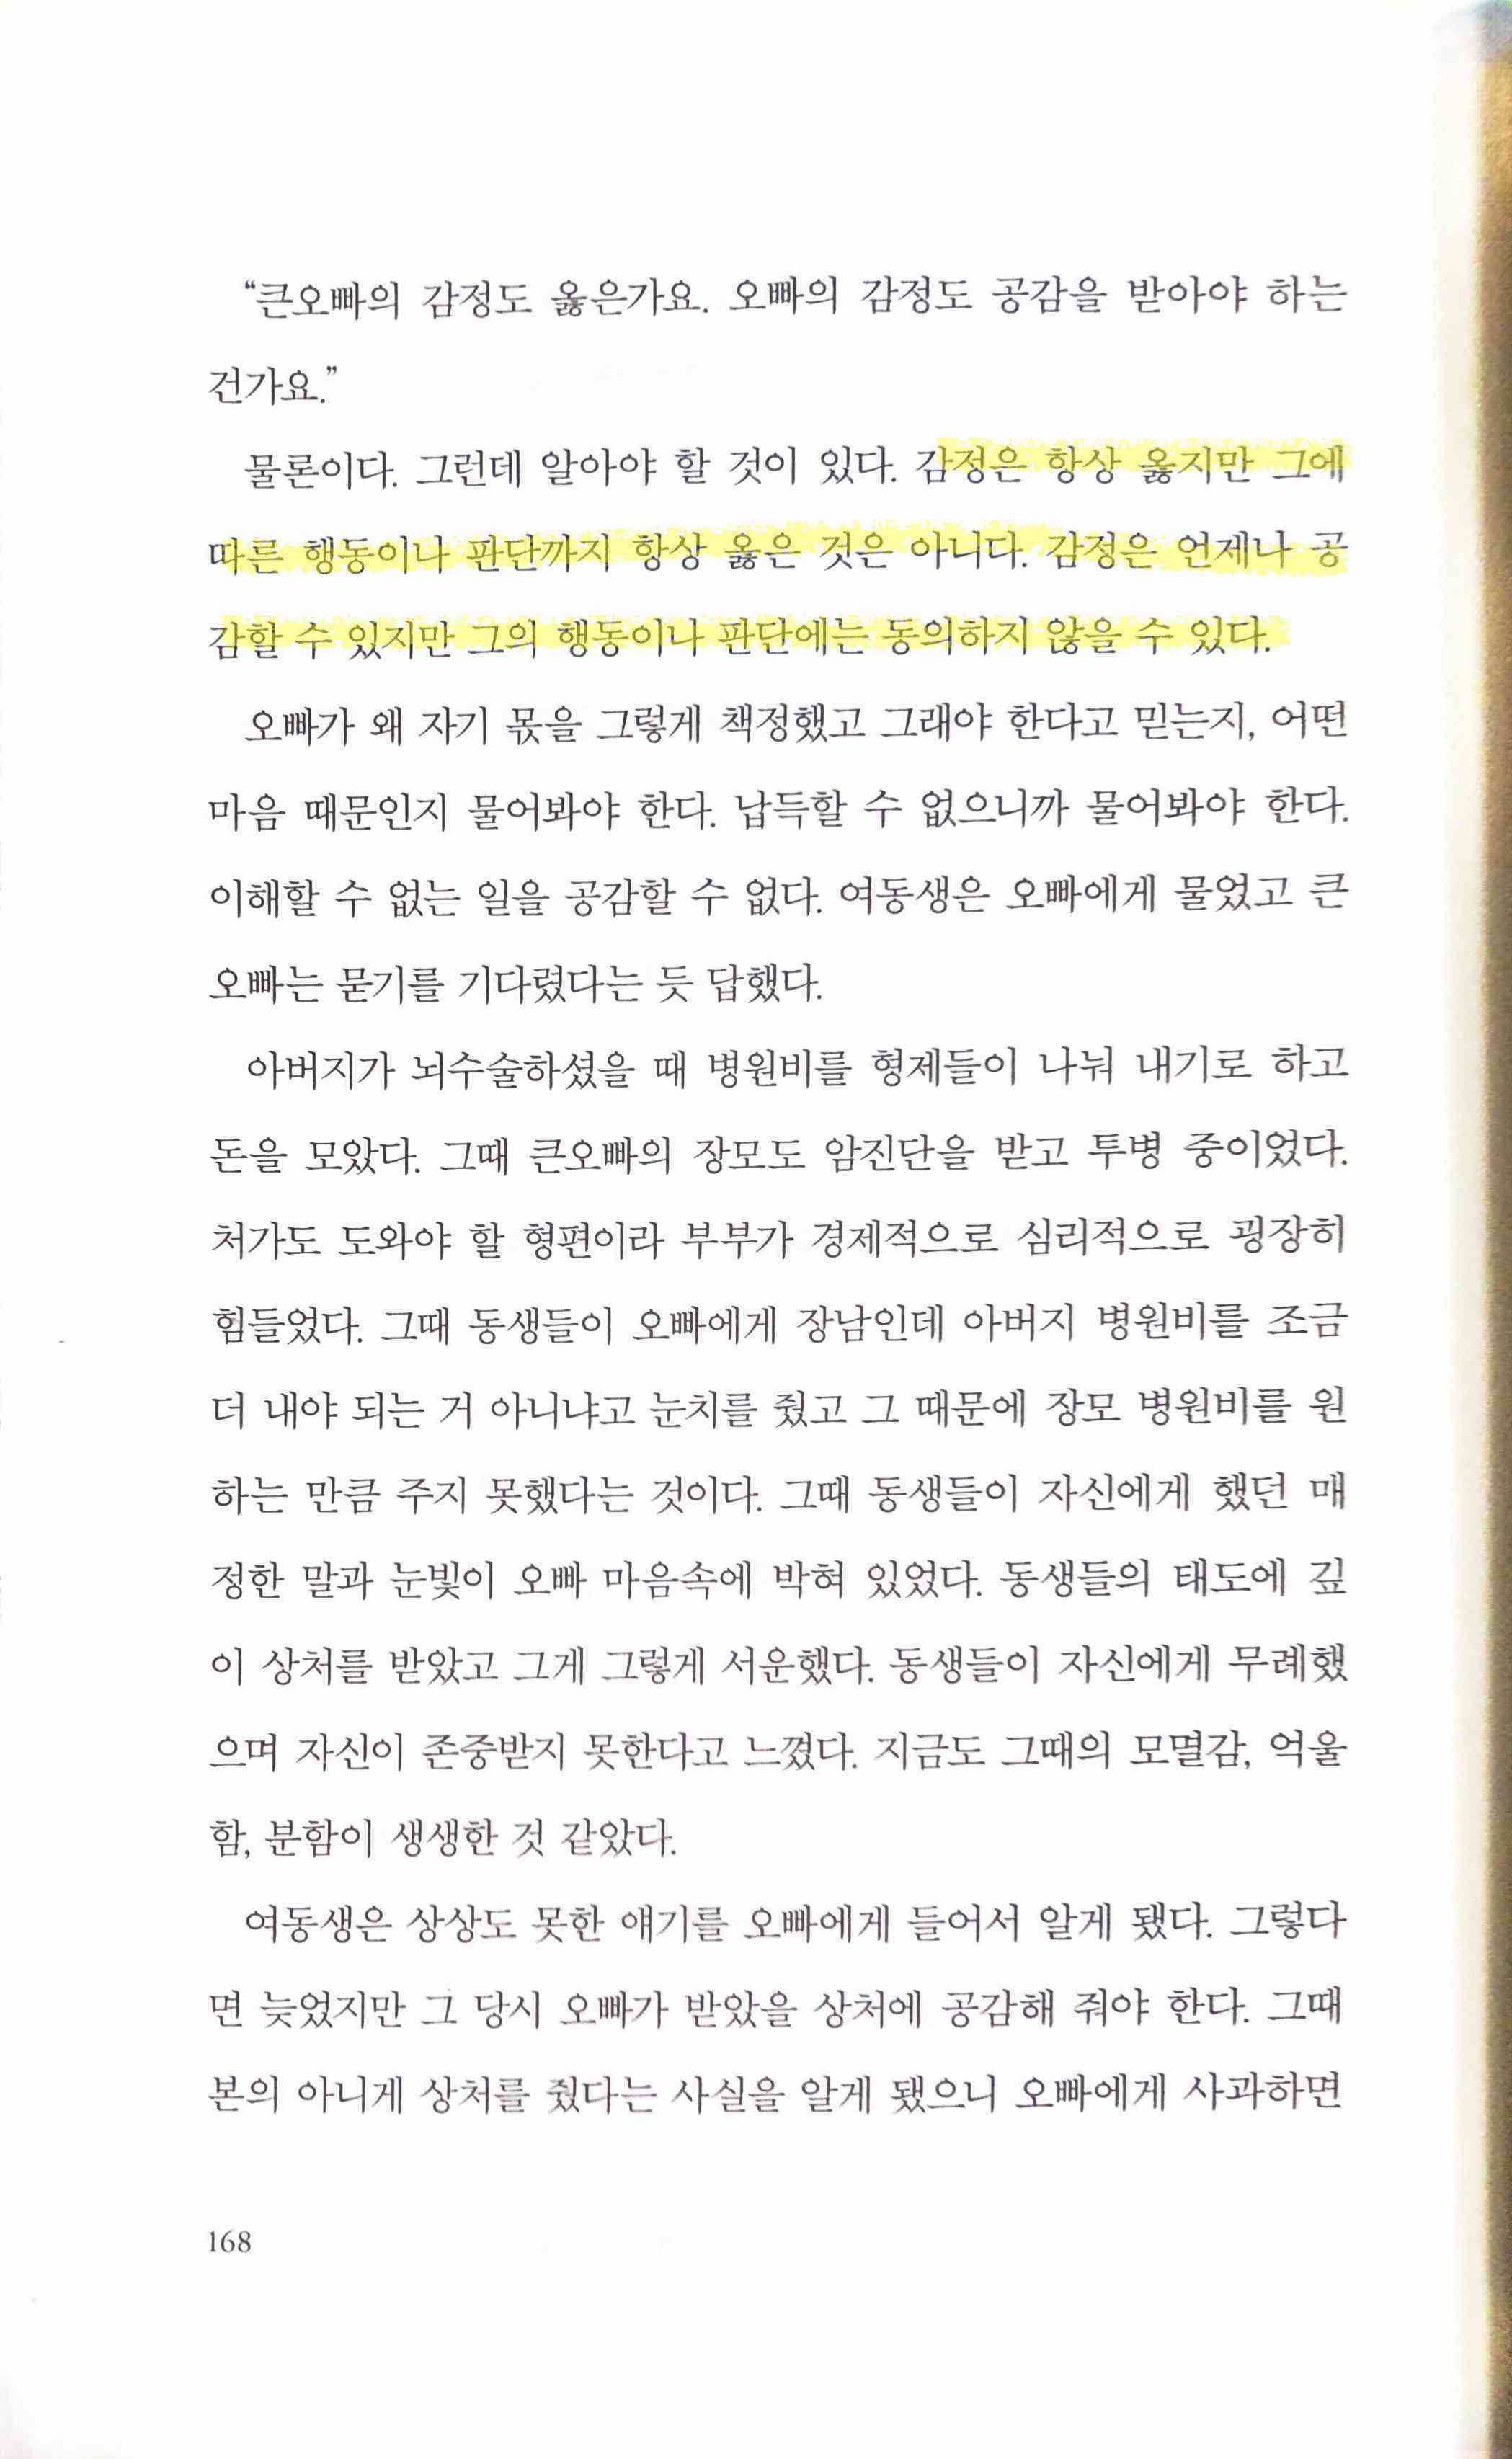 “큰오빠의 감정도 옳은가요. 오빠의 감정도 공감을 받아야 하는
건가요.”
물론이다. 그런데 알아야 할 것이 있다. 감정은 항상 옳지만 그에
따른 행동이나 판단까지 항상 옳은 것은 아니다. 감정은 언제나 공
감할 수 있지만 그의 행동이나 판단에는 동의하지 않을 수 있다.
오빠가 왜 자기 몫을 그렇게 책정했고 그래야 한다고 믿는지, 어떤
마음 때문인지 물어봐야 한다. 납득할 수 없으니까 물어봐야 한다.
이해할 수 없는 일을 공감할 수 없다. 여동생은 오빠에게 물었고 큰
오빠는 묻기를 기다렸다는 듯 답했다.
아버지가 뇌수술하셨을 때 병원비를 형제들이 나눠 내기로 하고
돈을 모았다. 그때 큰오빠의 장모도 암진단을 받고 투병 중이었다.
처가도 도와야 할 형편이라 부부가 경제적으로 심리적으로 굉장히
힘들었다. 그때 동생들이 오빠에게 장남인데 아버지 병원비를 조금
더 내야 되는 거 아니냐고 눈치를 줬고 그 때문에 장모 병원비를 원
하는 만큼 주지 못했다는 것이다. 그때 동생들이 자신에게 했던 매
정한 말과 눈빛이 오빠 마음속에 박혀 있었다. 동생들의 태도에 깊
이 상처를 받았고 그게 그렇게 서운했다. 동생들이 자신에게 무례했
으며 자신이 존중받지 못한다고 느꼈다. 지금도 그때의 모멸감, 억울
함, 분함이 생생한 것 같았다.
여동생은 상상도 못한 얘기를 오빠에게 들어서 알게 됐다. 그렇다
면 늦었지만 그 당시 오빠가 받았을 상처에 공감해 줘야 한다. 그때
본의 아니게 상처를 줬다는 사실을 알게 됐으니 오빠에게 사과하면
168